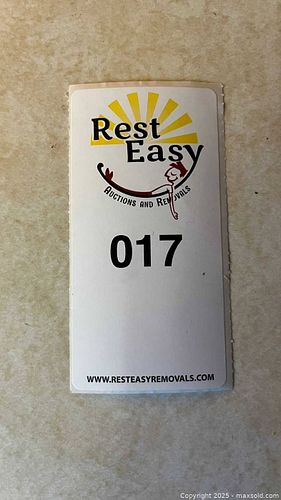 Rest
Easy
AUCTIONS AND REMOVALS
017
WWW.RESTEASYREMOVALS.COM
Copyright © 2025 - maxsold.com